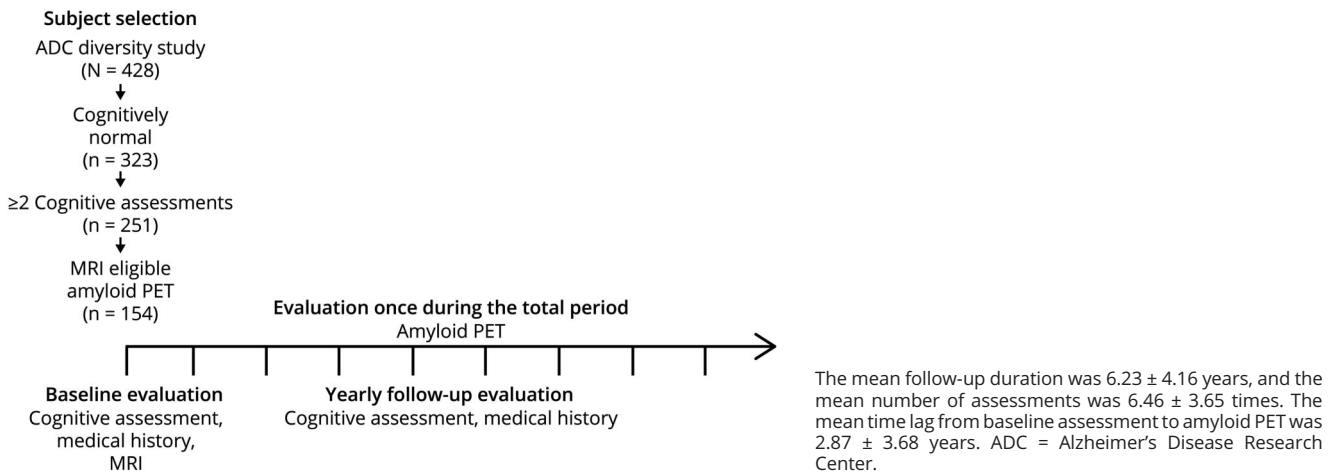 Subject selection
ADC diversity study
(N = 428)
Cognitively
normal
(n = 323)
≥2 Cognitive assessments
(n = 251)
MRI eligible
amyloid PET
(n = 154)
Evaluation once during the total period
Amyloid PET
Baseline evaluation
Cognitive assessment,
medical history,
MRI
Yearly follow-up evaluation
Cognitive assessment, medical history
The mean follow-up duration was 6.23 ± 4.16 years, and the
mean number of assessments was 6.46 ± 3.65 times. The
mean time lag from baseline assessment to amyloid PET was
2.87 ± 3.68 years. ADC = Alzheimer’s Disease Research
Center.